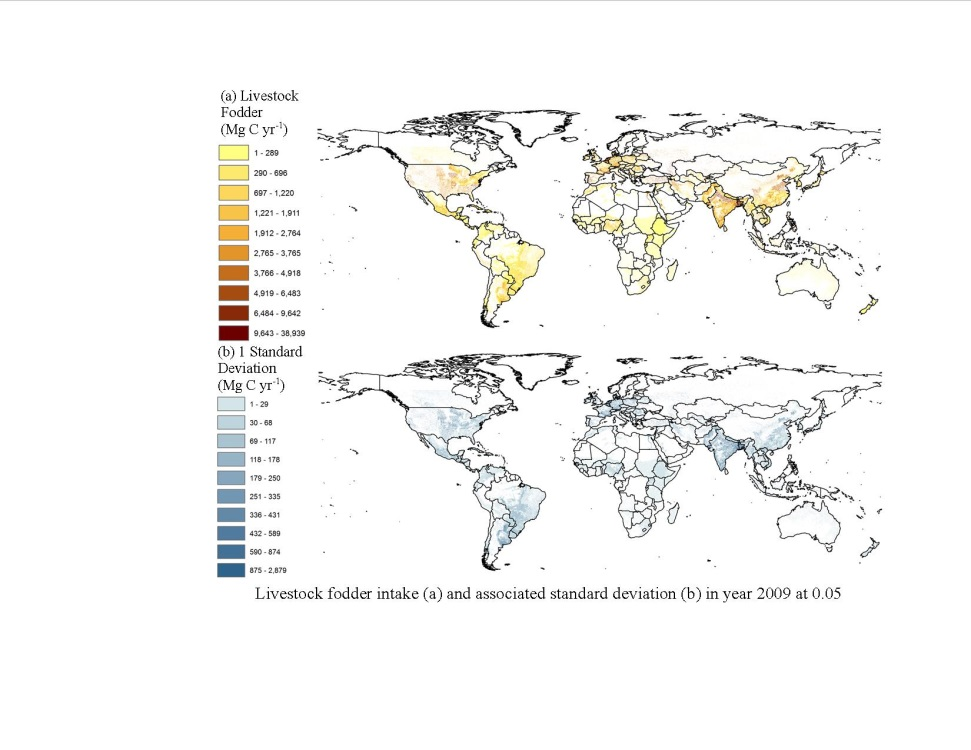 (a) Livestock
Fodder
(Mg C yr⁻¹)
1 - 289
290 - 696
697 - 1,220
1,221 - 1,911
1,912 - 2,764
2,765 - 3,765
3,766 - 4,918
4,919 - 6,483
6,484 - 9,642
9,643 - 38,939
(b) 1 Standard
Deviation
(Mg C yr⁻¹)
1 - 29
30 - 68
69 - 117
118 - 178
179 - 250
251 - 335
336 - 431
432 - 589
590 - 874
875 - 2,879
Livestock fodder intake (a) and associated standard deviation (b) in year 2009 at 0.05